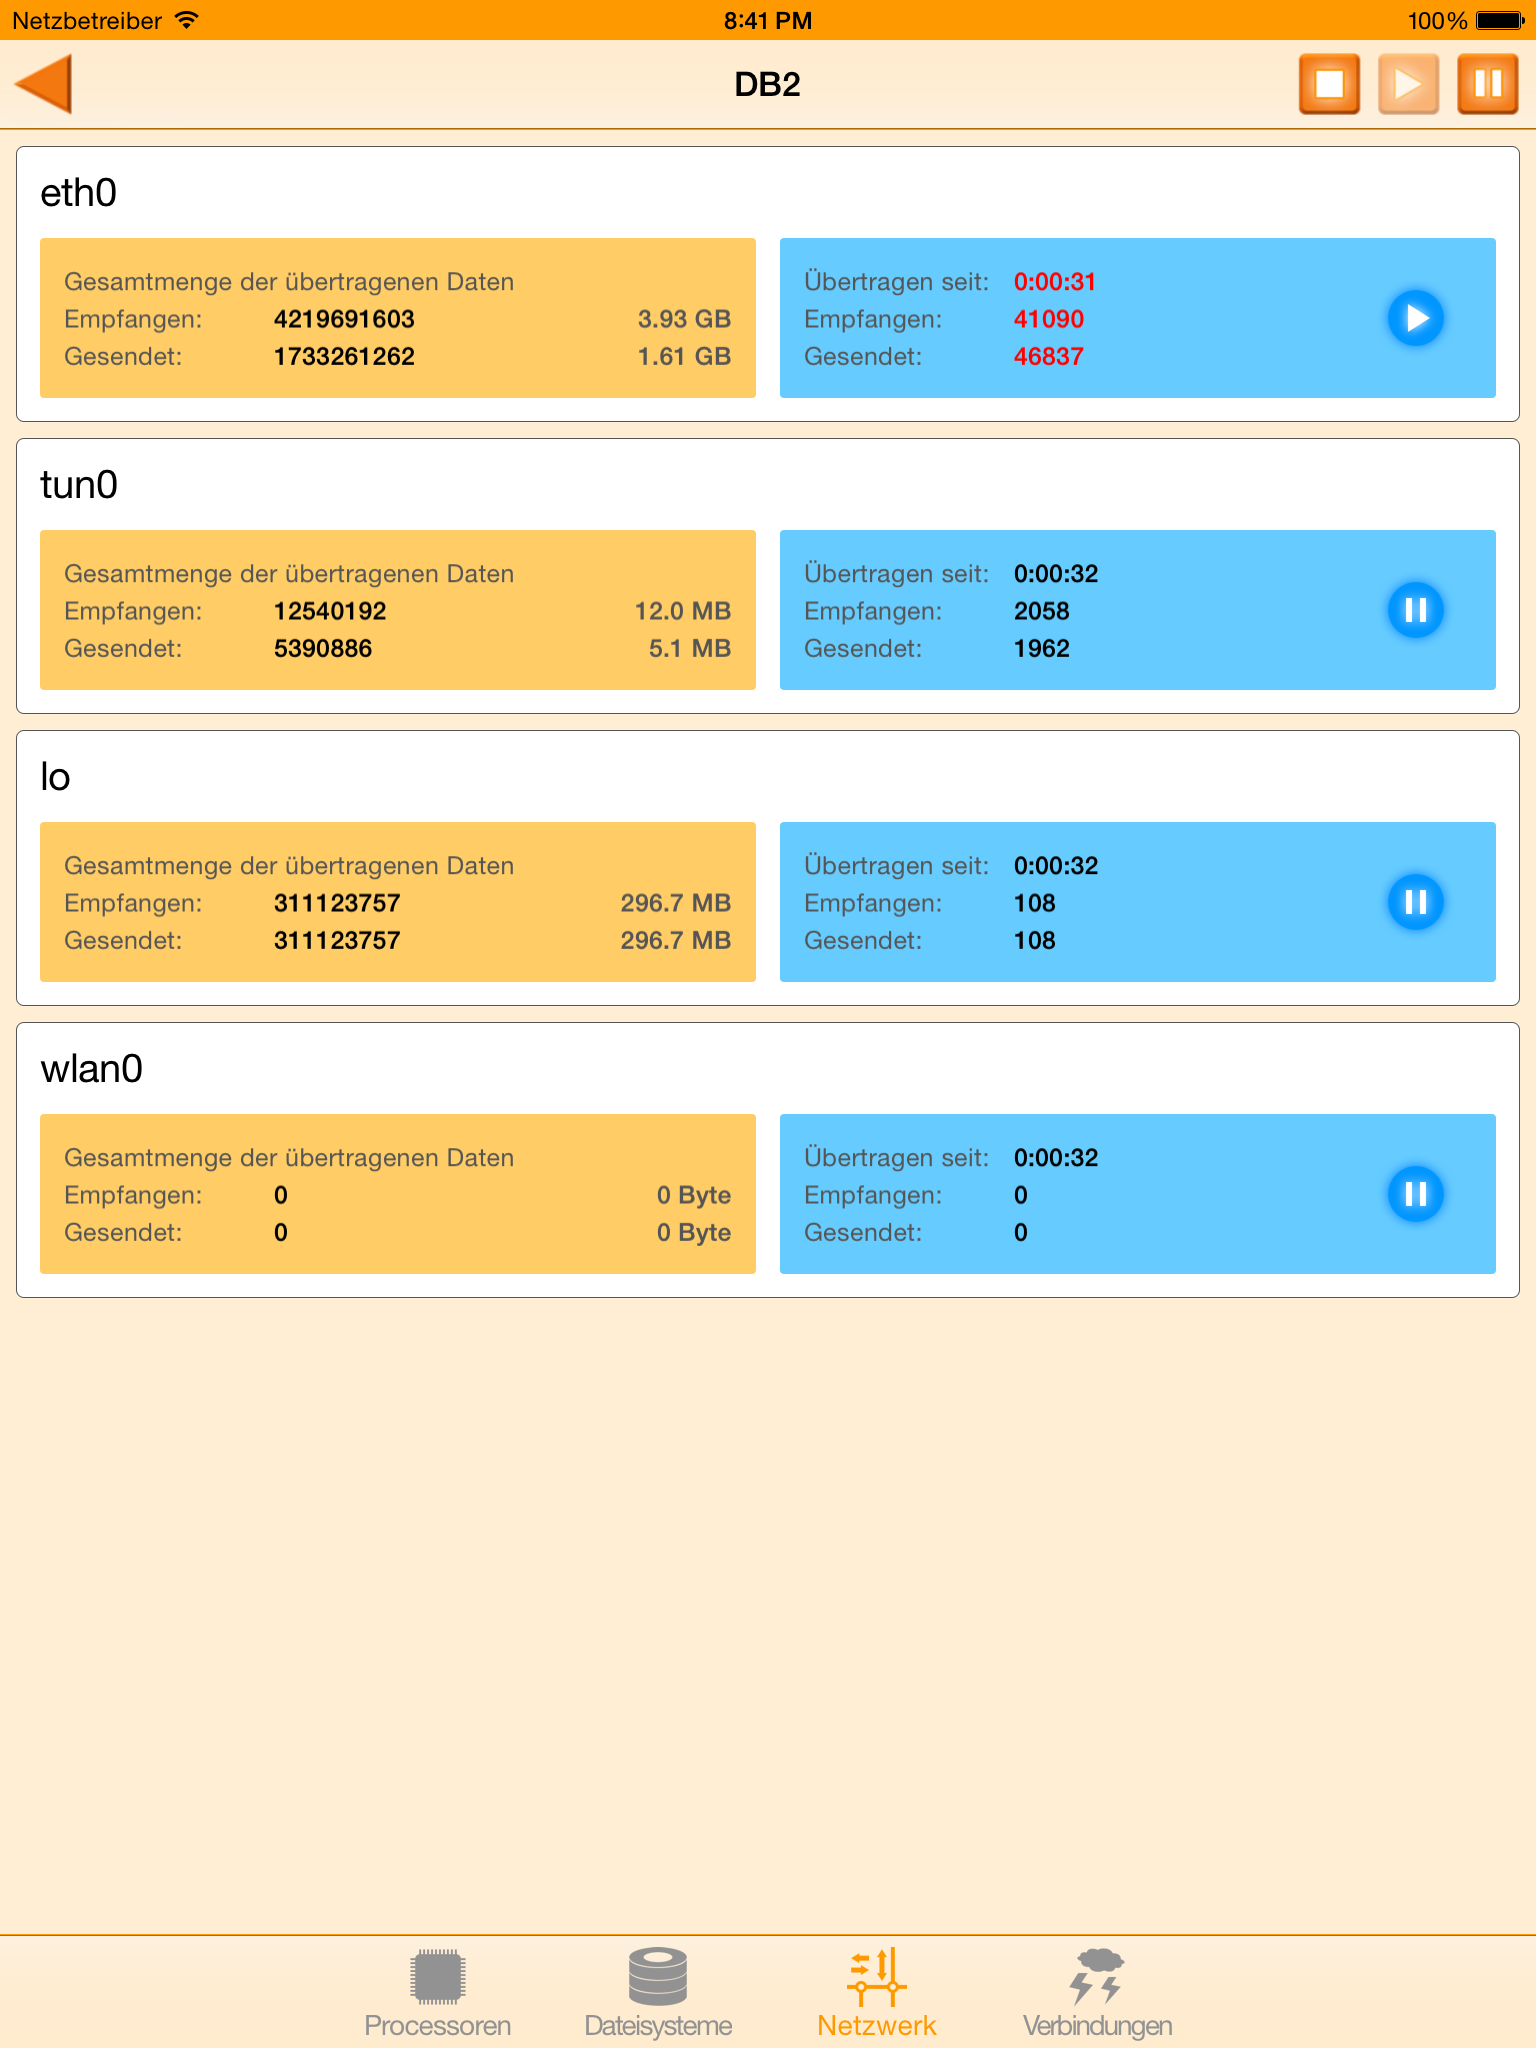 Netzbetreiber 8:41 PM 100%
DB2
eth0
Gesamtmenge der übertragenen Daten
Empfangen: 4219691603 3.93 GB
Gesendet: 1733261262 1.61 GB
Übertragen seit: 0:00:31
Empfangen: 41090
Gesendet: 46837
tun0
Gesamtmenge der übertragenen Daten
Empfangen: 12540192 12.0 MB
Gesendet: 5390886 5.1 MB
Übertragen seit: 0:00:32
Empfangen: 2058
Gesendet: 1962
lo
Gesamtmenge der übertragenen Daten
Empfangen: 311123757 296.7 MB
Gesendet: 311123757 296.7 MB
Übertragen seit: 0:00:32
Empfangen: 108
Gesendet: 108
wlan0
Gesamtmenge der übertragenen Daten
Empfangen: 0 0 Byte
Gesendet: 0 0 Byte
Übertragen seit: 0:00:32
Empfangen: 0
Gesendet: 0
Processoren Dateisysteme Netzwerk Verbindungen